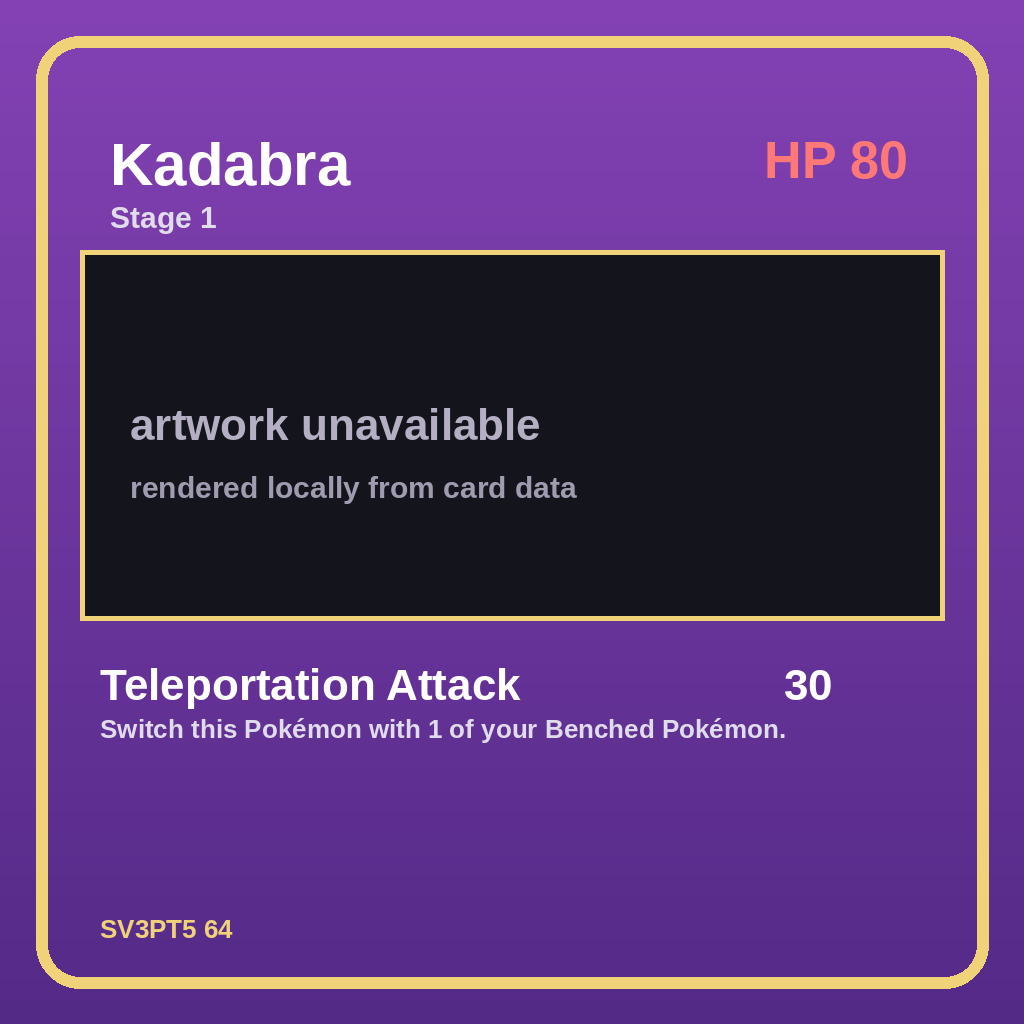 Kadabra
HP 80
Stage 1
artwork unavailable
rendered locally from card data
Teleportation Attack 30
Switch this Pokémon with 1 of your Benched Pokémon.
SV3PT5 64